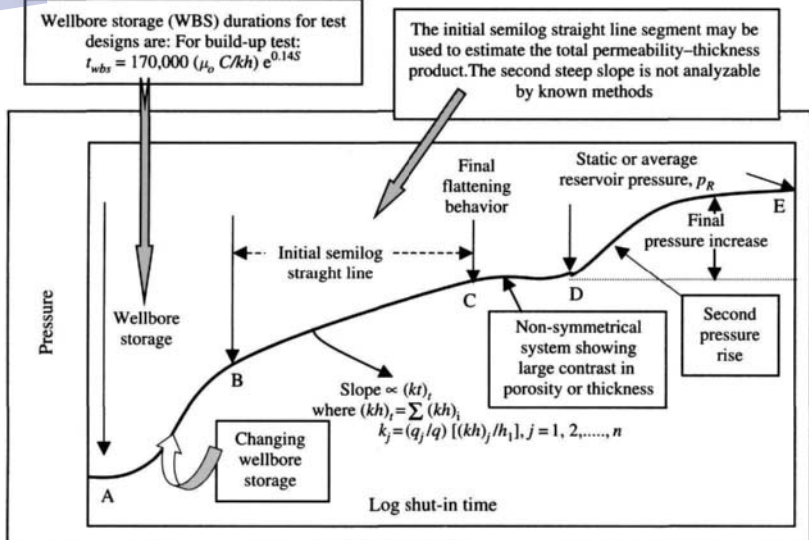 Wellbore storage (WBS) durations for test
designs are: For build-up test:
t_wbs = 170,000 (μ_o C/kh) e^0.14S
The initial semilog straight line segment may be
used to estimate the total permeability–thickness
product.The second steep slope is not analyzable
by known methods
Final
flattening
behavior
Static or average
reservoir pressure, p_R
E
Final
pressure increase
Initial semilog
straight line
C
D
Wellbore
storage
Pressure
Non-symmetrical
system showing
large contrast in
porosity or thickness
Second
pressure
rise
B
Slope ∝ (kt)_t
where (kh)_t = ∑ (kh)_i
k_j = (q_j/q) [(kh)_j/h_1], j = 1, 2,....., n
Changing
wellbore
storage
A
Log shut-in time